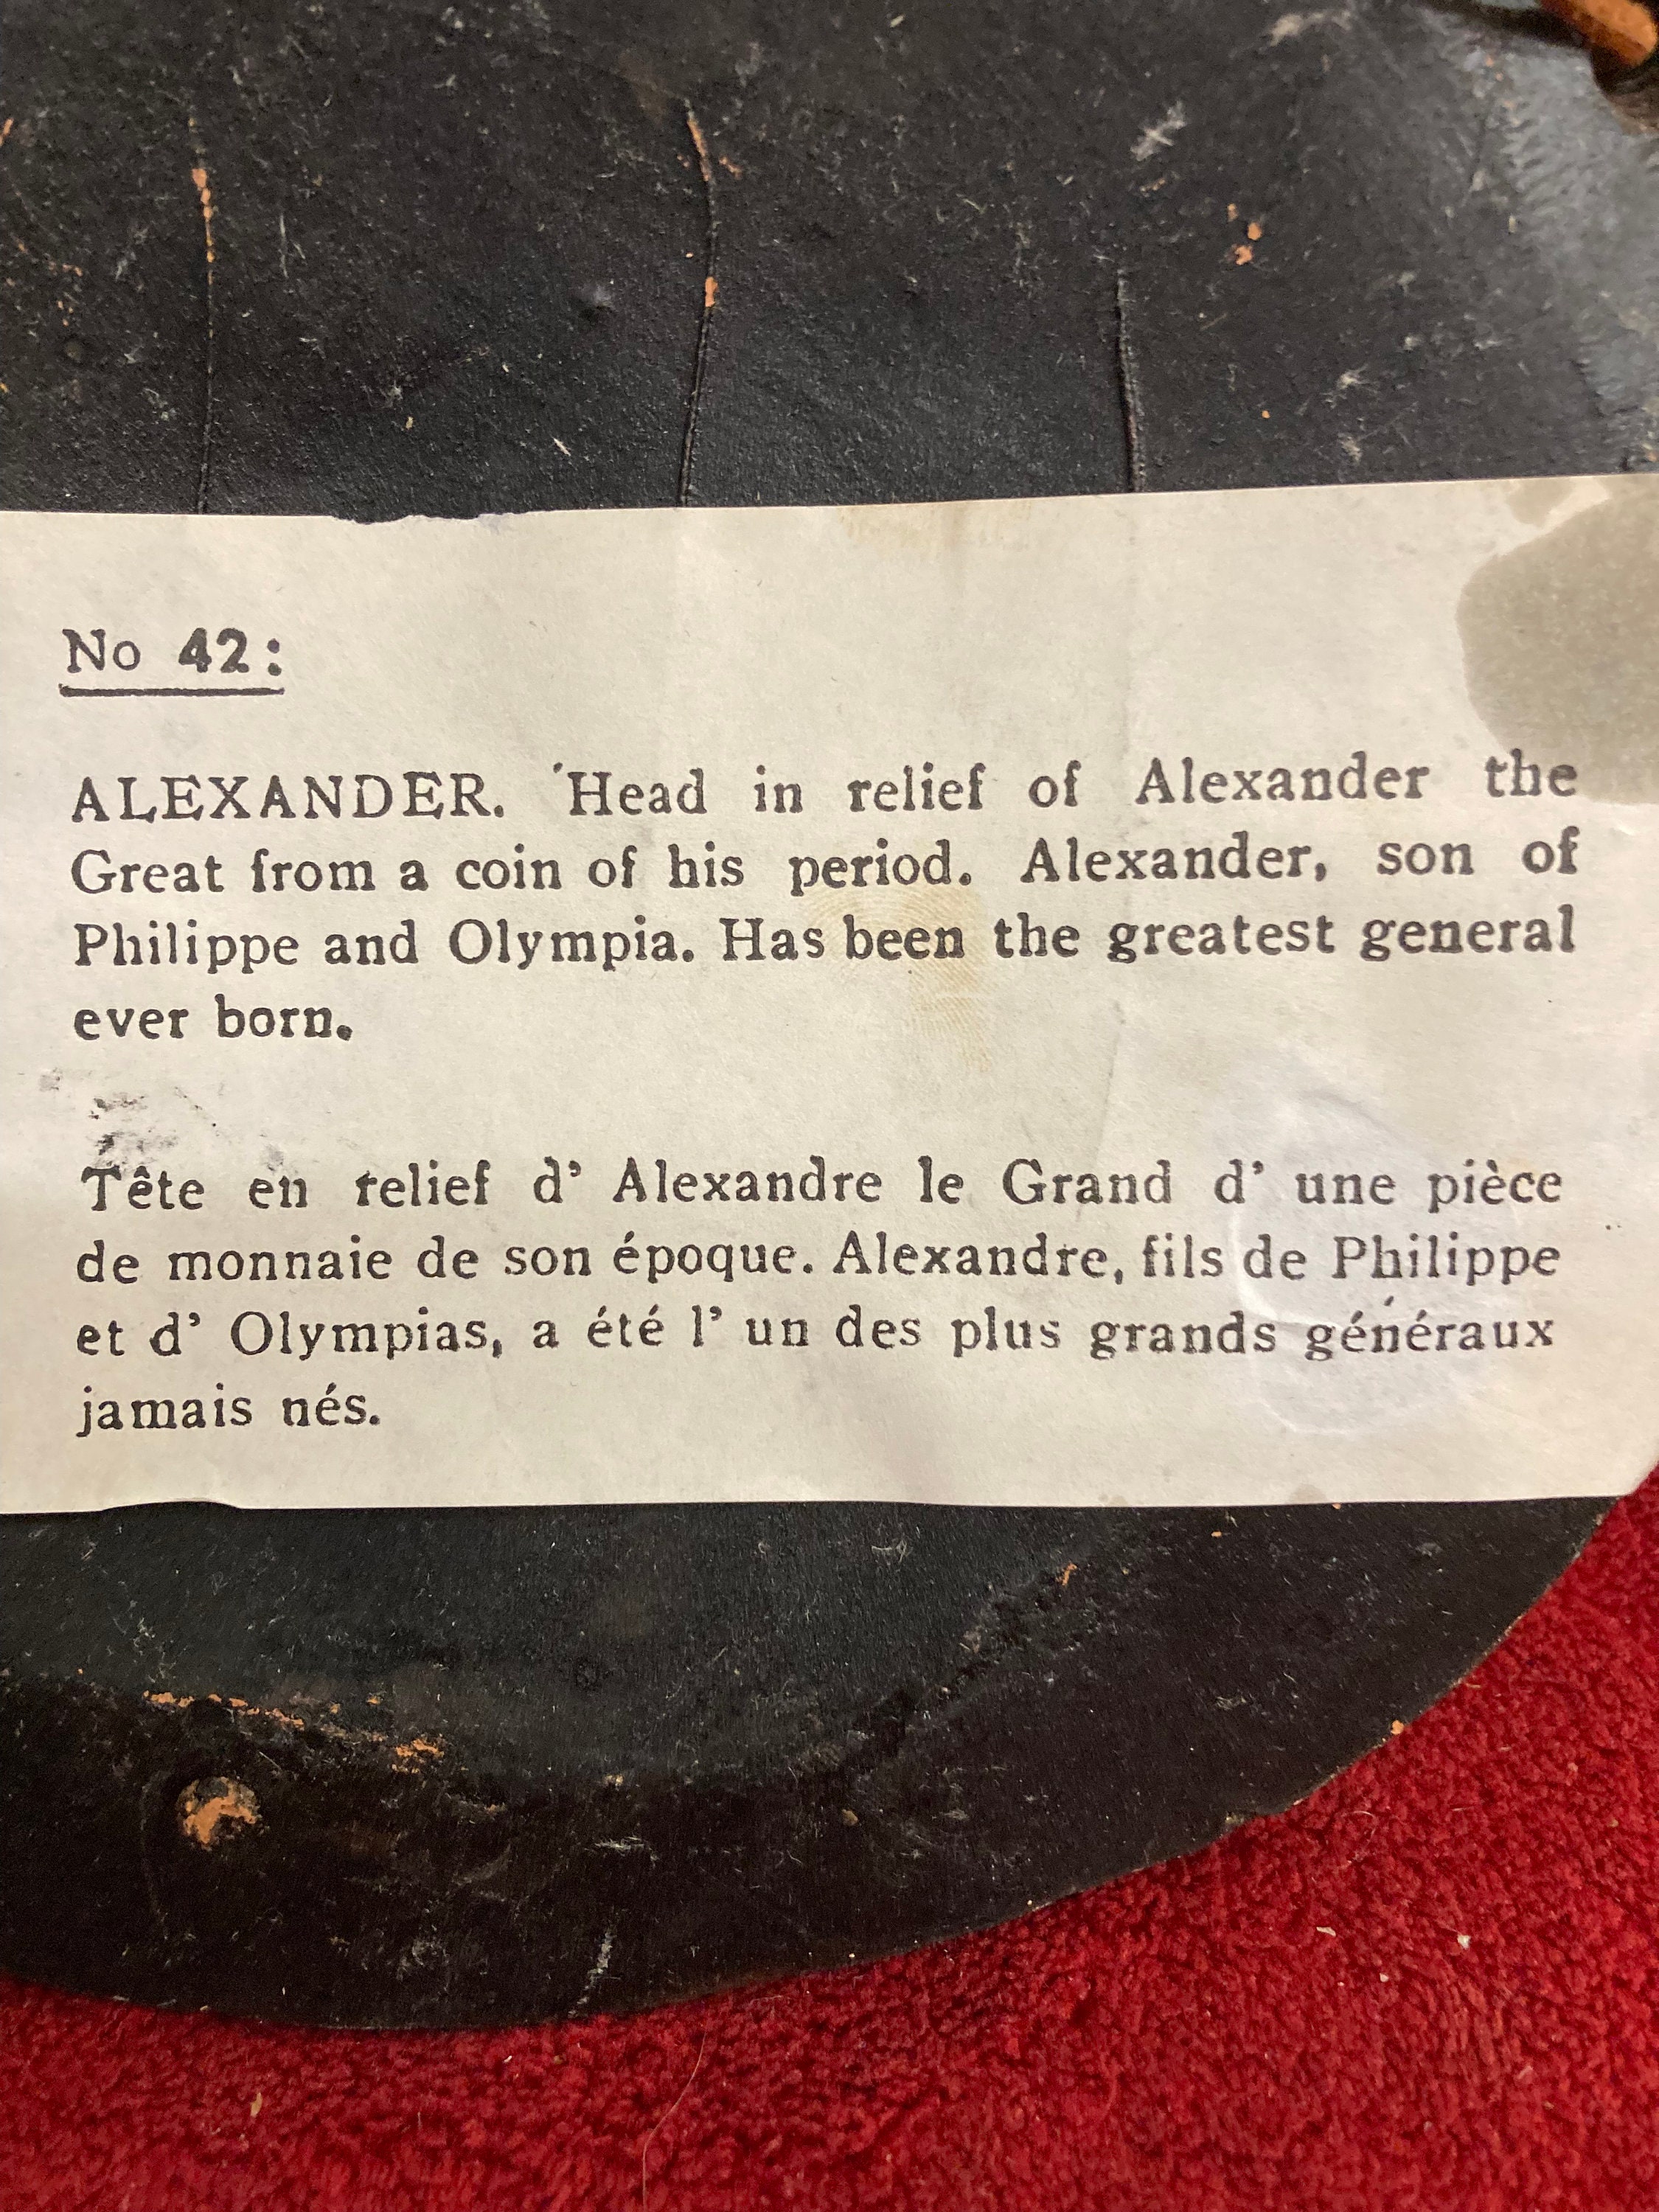 No 42:
ALEXANDER. Head in relief of Alexander the
Great from a coin of his period. Alexander, son of
Philippe and Olympia. Has been the greatest general
ever born.
Tête en relief d' Alexandre le Grand d' une pièce
de monnaie de son époque. Alexandre, fils de Philippe
et d' Olympias, a été l' un des plus grands généraux
jamais nés.